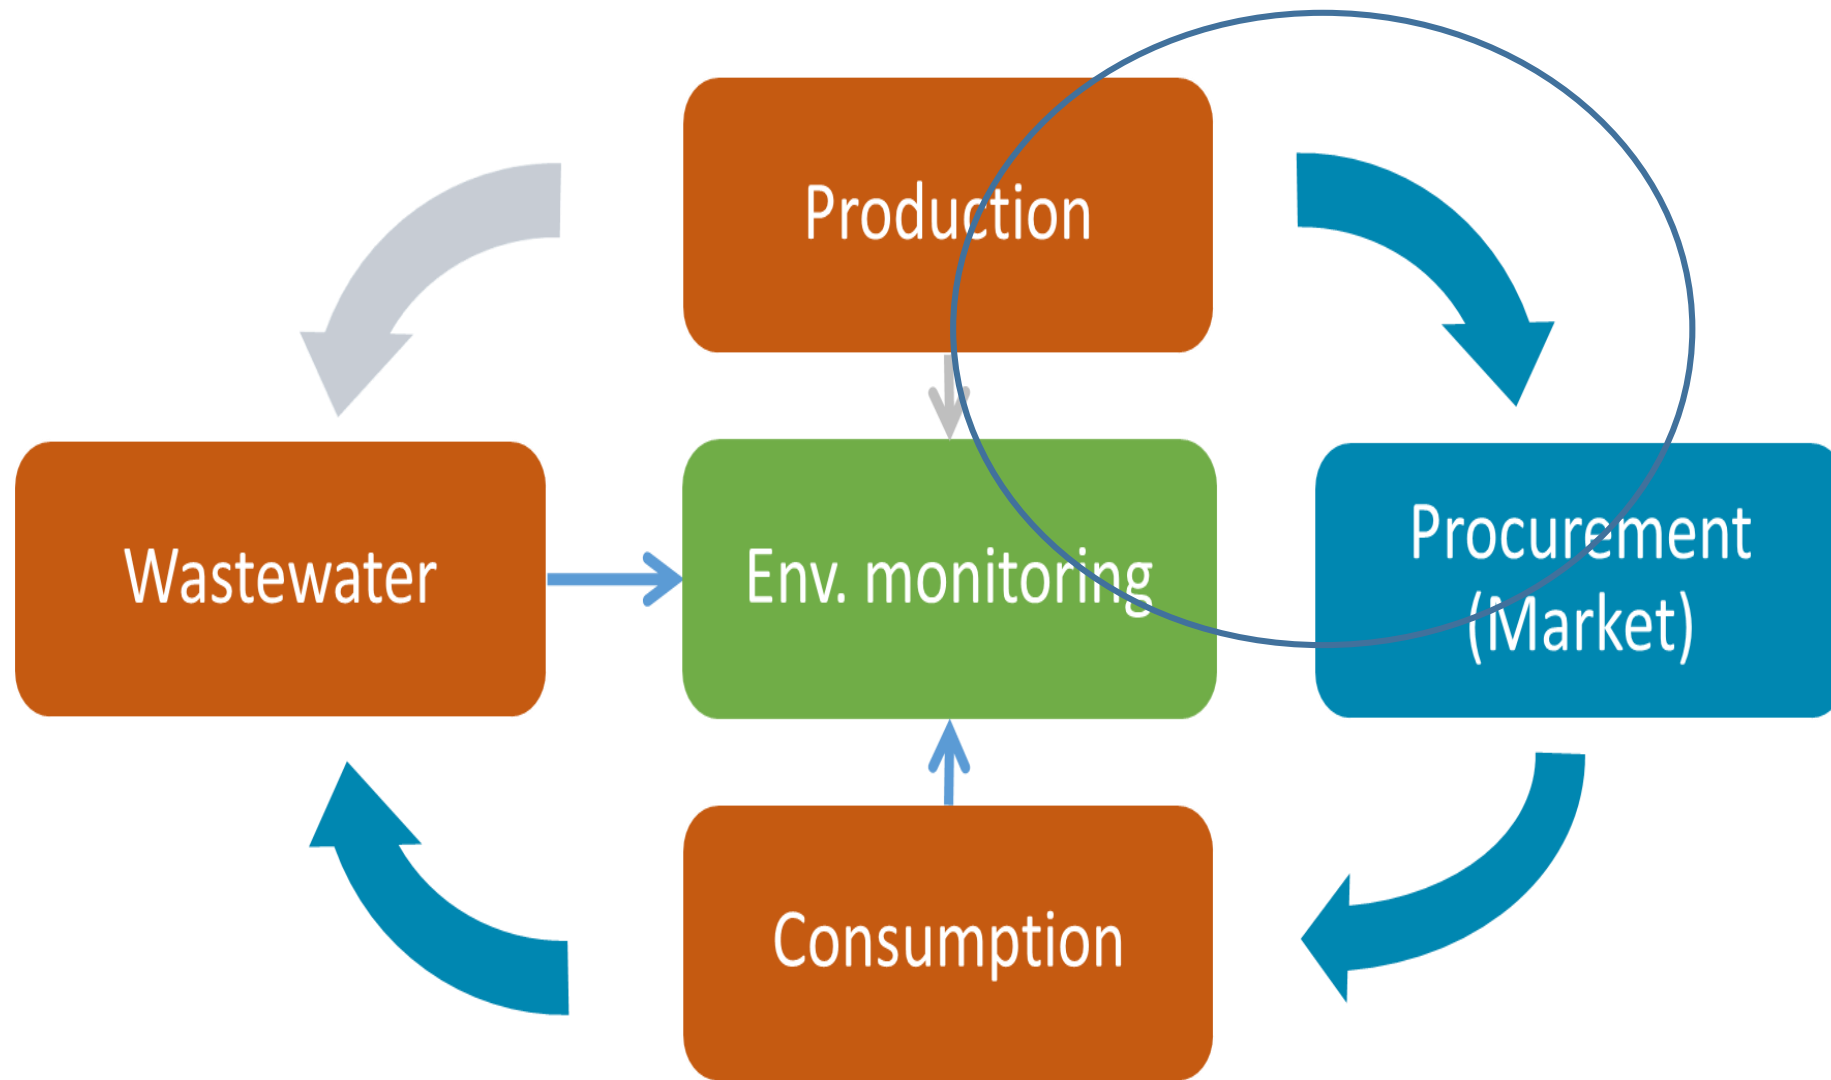 Production
Wastewater
Env. monitoring
Procurement
(Market)
Consumption